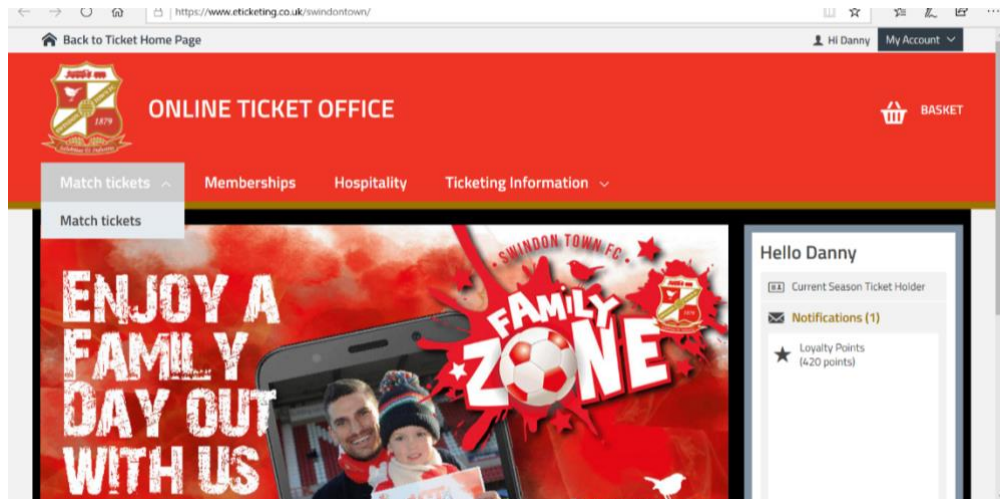 https://www.eticketing.co.uk/swindontown/
Back to Ticket Home Page
Hi Danny
My Account
1879
ONLINE TICKET OFFICE
BASKET
Match tickets
Memberships
Hospitality
Ticketing Information
Match tickets
ENJOY A
FAMILY
DAY OUT
WITH US
SWINDON TOWN FC
FAMILY
ZONE
Hello Danny
Current Season Ticket Holder
Notifications (1)
Loyalty Points
(420 points)